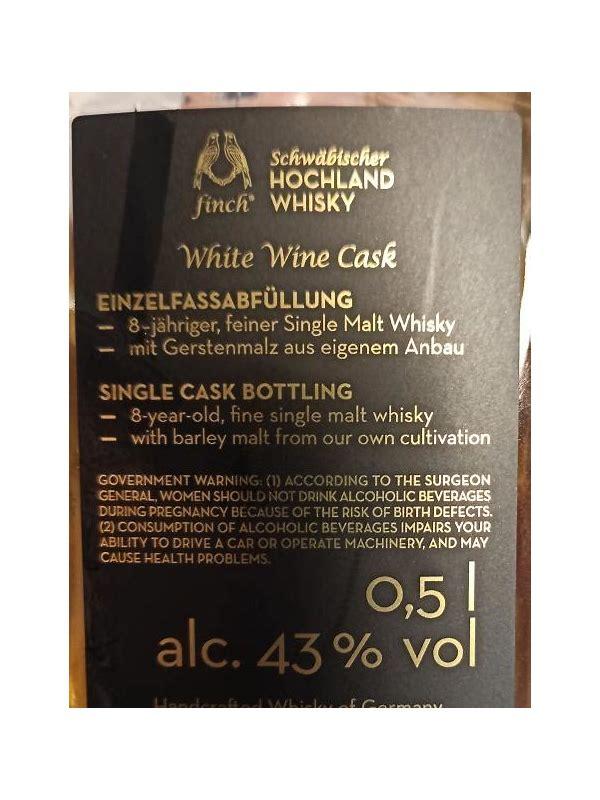 Schwäbischer
HOCHLAND
finch® WHISKY
White Wine Cask
EINZELFASSABFÜLLUNG
– 8-jähriger, feiner Single Malt Whisky
– mit Gerstenmalz aus eigenem Anbau
SINGLE CASK BOTTLING
– 8-year-old, fine single malt whisky
– with barley malt from our own cultivation
GOVERNMENT WARNING: (1) ACCORDING TO THE SURGEON
GENERAL, WOMEN SHOULD NOT DRINK ALCOHOLIC BEVERAGES
DURING PREGNANCY BECAUSE OF THE RISK OF BIRTH DEFECTS.
(2) CONSUMPTION OF ALCOHOLIC BEVERAGES IMPAIRS YOUR
ABILITY TO DRIVE A CAR OR OPERATE MACHINERY, AND MAY
CAUSE HEALTH PROBLEMS.
0,5 l
alc. 43% vol
Handcrafted Whisky of Germany